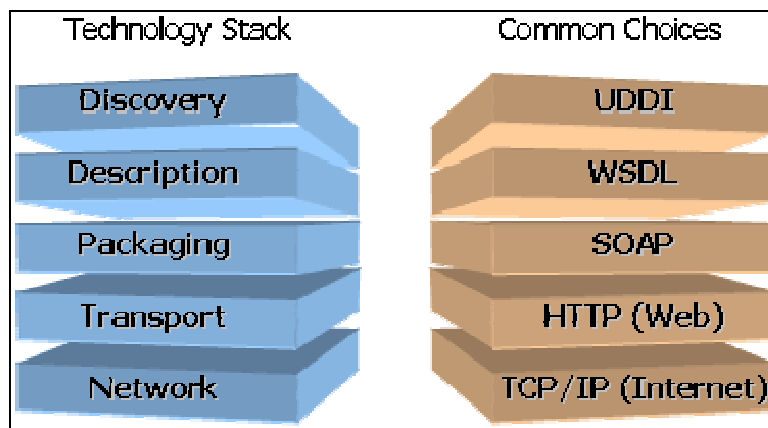 Technology Stack
Common Choices
Discovery
UDDI
Description
WSDL
Packaging
SOAP
Transport
HTTP (Web)
Network
TCP/IP (Internet)